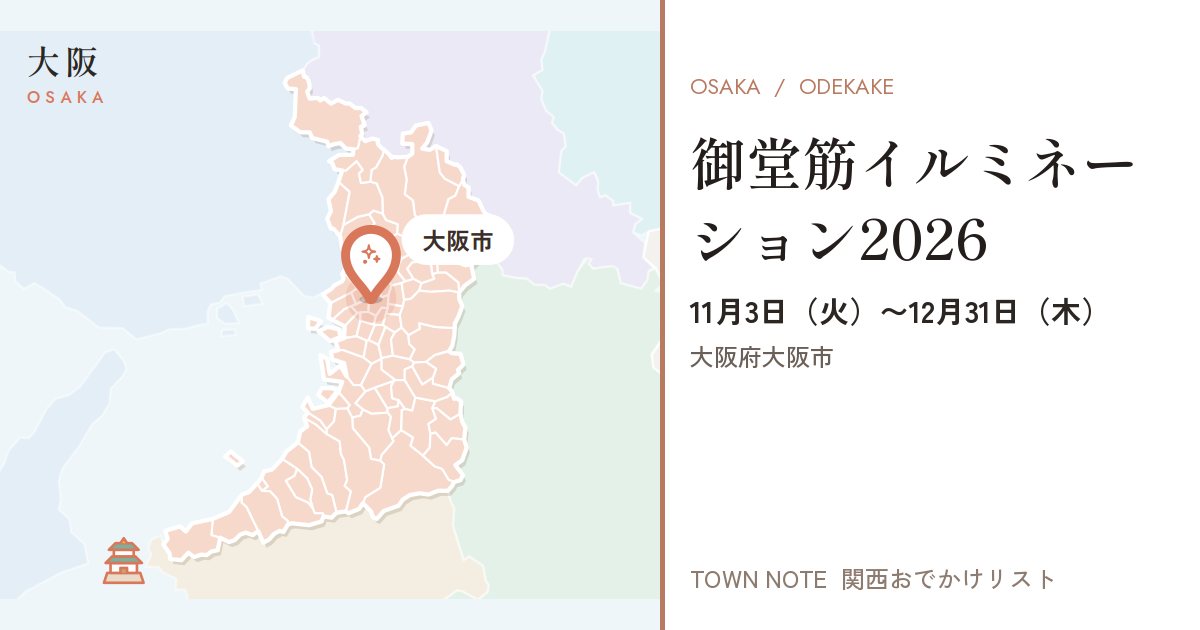 大阪
OSAKA
大阪市
OSAKA / ODEKAKE
御堂筋イルミネー
ション2026
11月3日（火）〜12月31日（木）
大阪府大阪市
TOWN NOTE 関西おでかけリスト